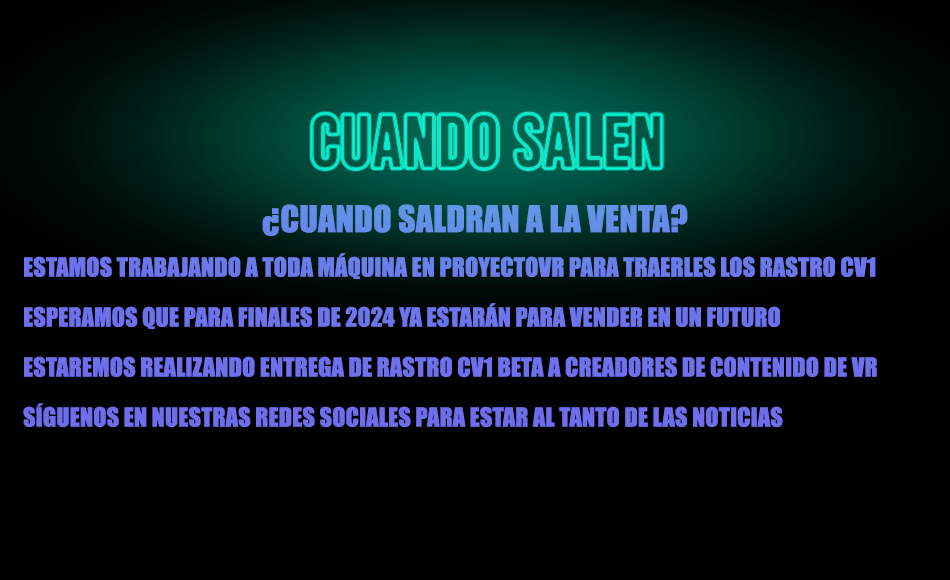 CUANDO SALEN
¿CUANDO SALDRAN A LA VENTA?
ESTAMOS TRABAJANDO A TODA MÁQUINA EN PROYECTOVR PARA TRAERLES LOS RASTRO CV1
ESPERAMOS QUE PARA FINALES DE 2024 YA ESTARÁN PARA VENDER EN UN FUTURO
ESTAREMOS REALIZANDO ENTREGA DE RASTRO CV1 BETA A CREADORES DE CONTENIDO DE VR
SÍGUENOS EN NUESTRAS REDES SOCIALES PARA ESTAR AL TANTO DE LAS NOTICIAS